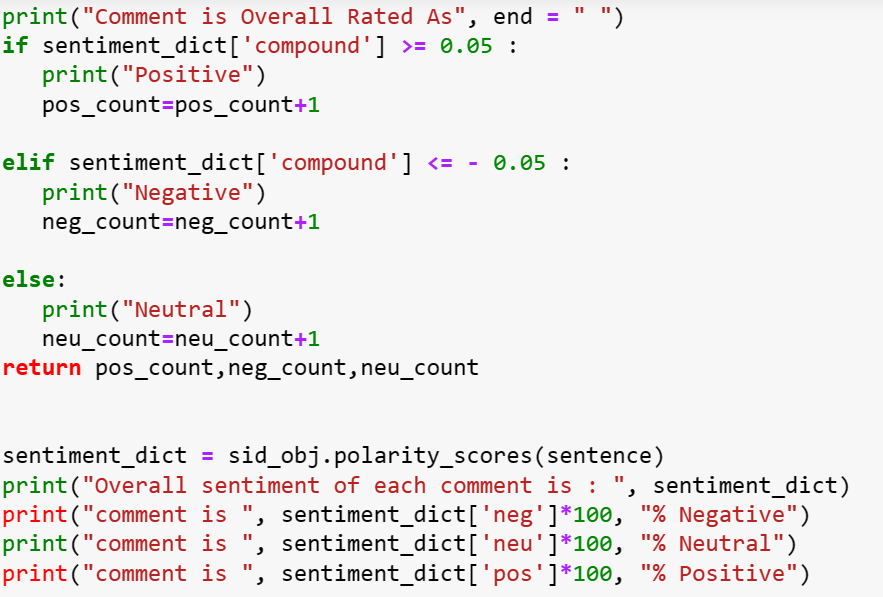 print("Comment is Overall Rated As", end = " ")
if sentiment_dict['compound'] >= 0.05 :
   print("Positive")
   pos_count=pos_count+1
elif sentiment_dict['compound'] <= - 0.05 :
   print("Negative")
   neg_count=neg_count+1
else:
   print("Neutral")
   neu_count=neu_count+1
return pos_count,neg_count,neu_count
sentiment_dict = sid_obj.polarity_scores(sentence)
print("Overall sentiment of each comment is : ", sentiment_dict)
print("comment is ", sentiment_dict['neg']*100, "% Negative")
print("comment is ", sentiment_dict['neu']*100, "% Neutral")
print("comment is ", sentiment_dict['pos']*100, "% Positive")